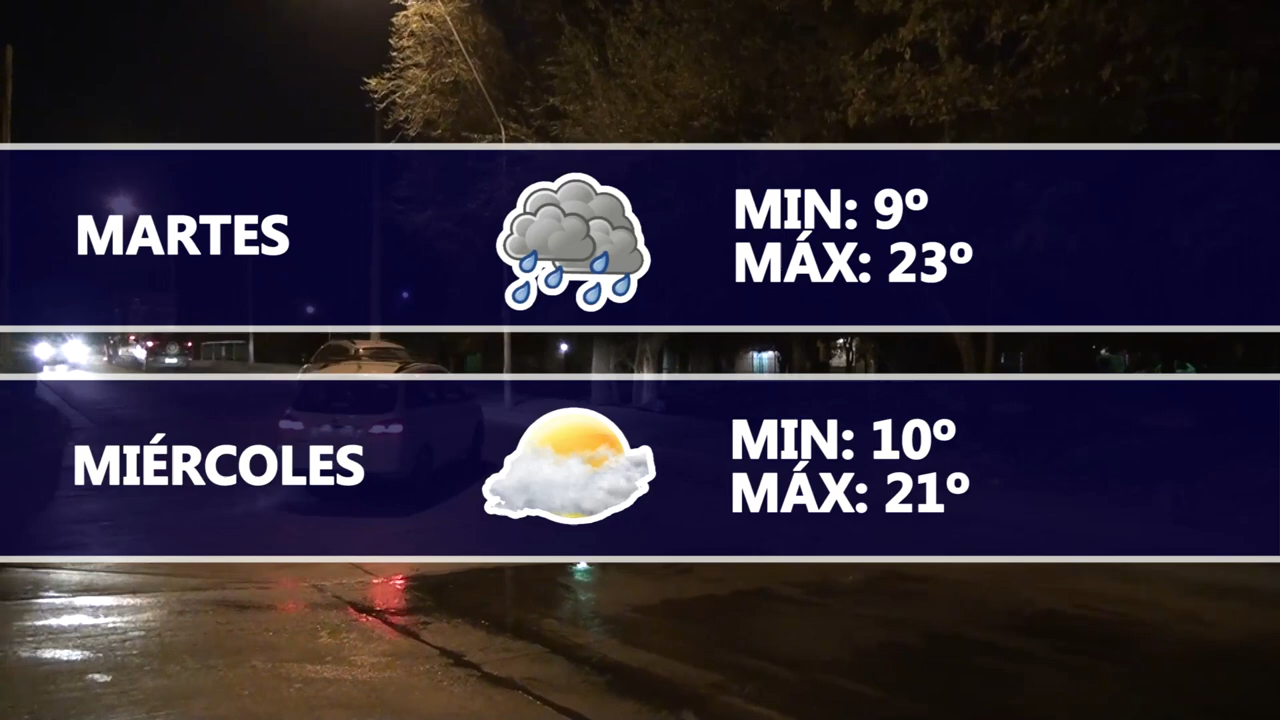 MARTES
MIN: 9º
MÁX: 23º
MIÉRCOLES
MIN: 10º
MÁX: 21º